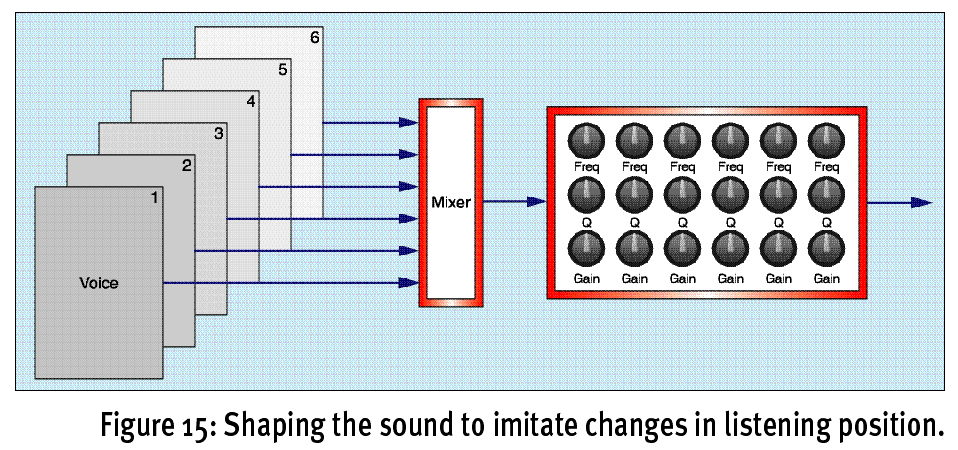 6
5
4
3
2
1
Voice
Mixer
Freq Freq Freq Freq Freq Freq
Q Q Q Q Q Q
Gain Gain Gain Gain Gain Gain
Figure 15: Shaping the sound to imitate changes in listening position.